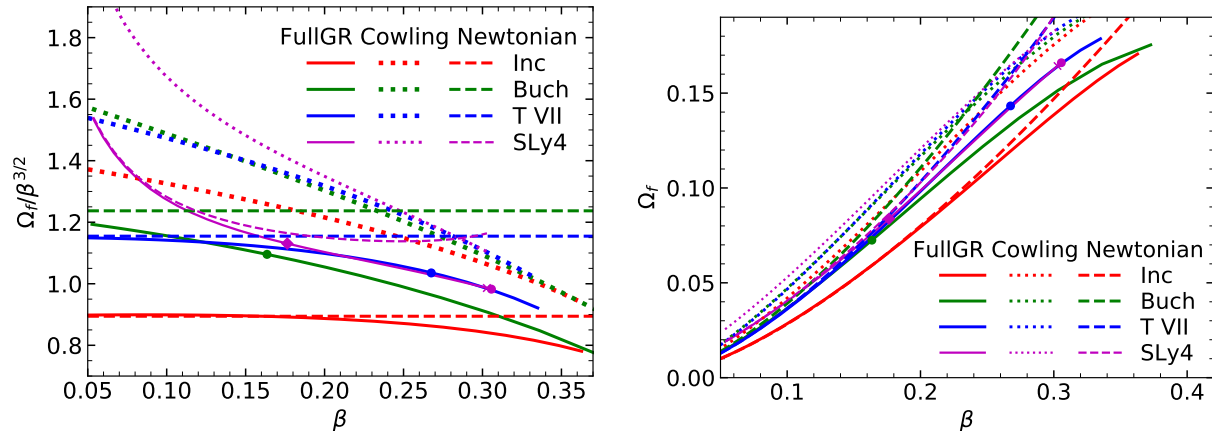 1.8
1.6
1.4
1.2
1.0
0.8
Ω_f/β^{3/2}
FullGR Cowling Newtonian
Inc
Buch
T VII
SLy4
0.05 0.10 0.15 0.20 0.25 0.30 0.35
β
0.15
0.10
0.05
0.00
Ω_f
FullGR Cowling Newtonian
Inc
Buch
T VII
SLy4
0.1 0.2 0.3 0.4
β